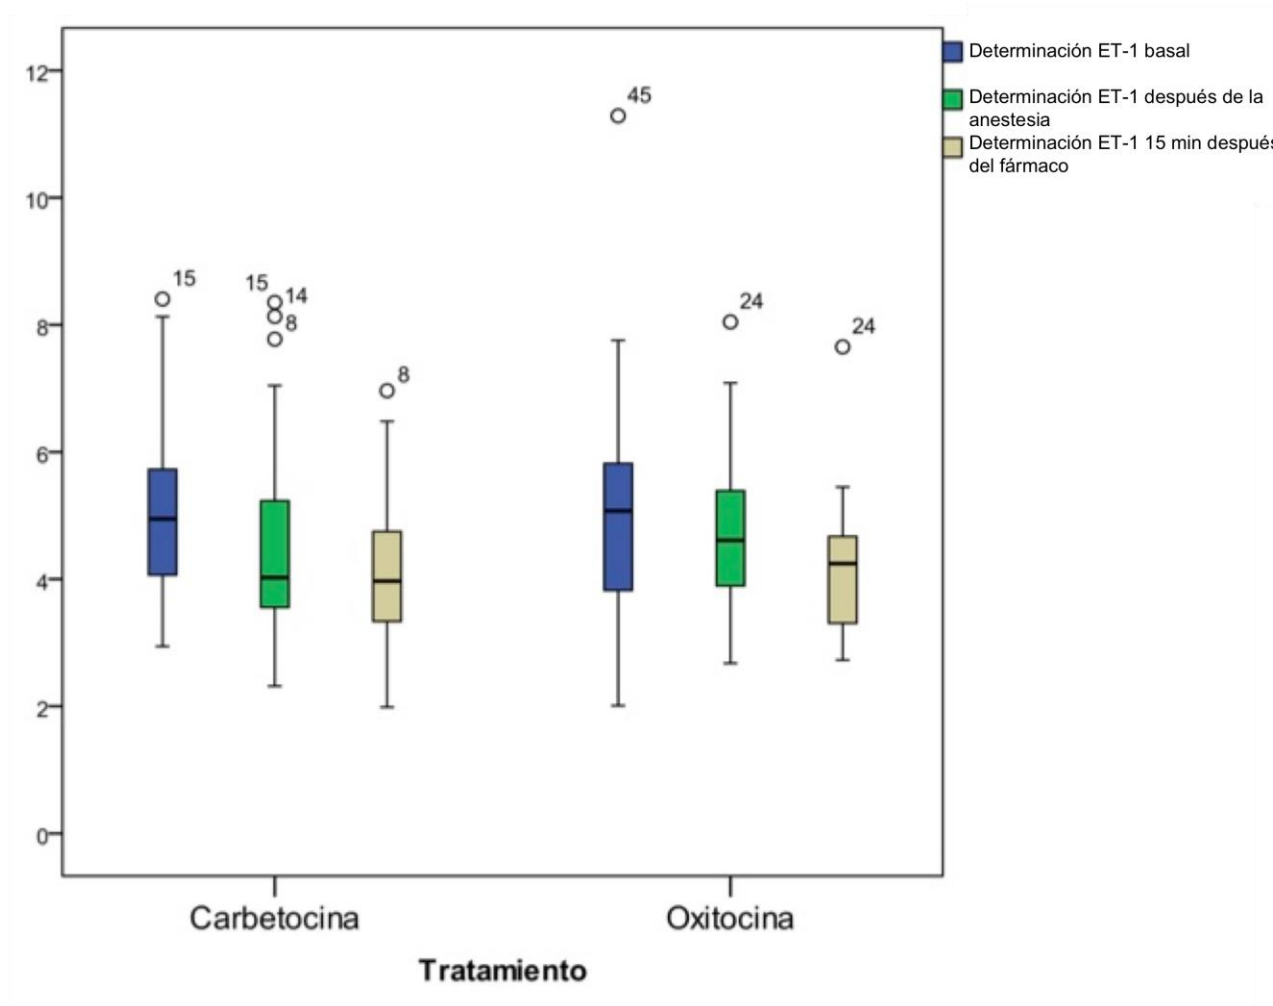 Determinación ET-1 basal
Determinación ET-1 después de la
anestesia
Determinación ET-1 15 min después
del fármaco
12
10
8
6
4
2
0
45
15
15
14
8
8
24
24
Carbetocina
Oxitocina
Tratamiento